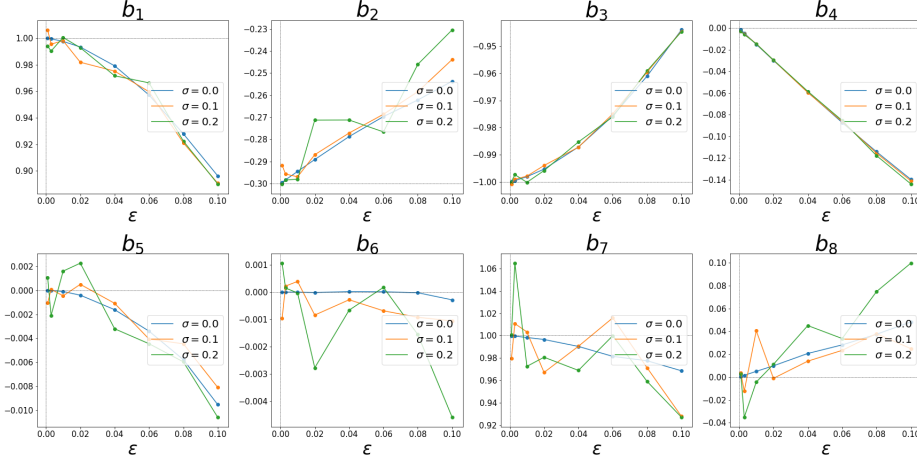 b₁
1.00
0.98
0.96
0.94
0.92
0.90
σ = 0.0
σ = 0.1
σ = 0.2
0.00 0.02 0.04 0.06 0.08 0.10
ε
b₂
−0.23
−0.24
−0.25
−0.26
−0.27
−0.28
−0.29
−0.30
σ = 0.0
σ = 0.1
σ = 0.2
0.00 0.02 0.04 0.06 0.08 0.10
ε
b₃
−0.95
−0.96
−0.97
−0.98
−0.99
−1.00
σ = 0.0
σ = 0.1
σ = 0.2
0.00 0.02 0.04 0.06 0.08 0.10
ε
b₄
0.00
−0.02
−0.04
−0.06
−0.08
−0.10
−0.12
−0.14
σ = 0.0
σ = 0.1
σ = 0.2
0.00 0.02 0.04 0.06 0.08 0.10
ε
b₅
0.002
0.000
−0.002
−0.004
−0.006
−0.008
−0.010
σ = 0.0
σ = 0.1
σ = 0.2
0.00 0.02 0.04 0.06 0.08 0.10
ε
b₆
0.001
0.000
−0.001
−0.002
−0.003
−0.004
σ = 0.0
σ = 0.1
σ = 0.2
0.00 0.02 0.04 0.06 0.08 0.10
ε
b₇
1.06
1.04
1.02
1.00
0.98
0.96
0.94
0.92
σ = 0.0
σ = 0.1
σ = 0.2
0.00 0.02 0.04 0.06 0.08 0.10
ε
b₈
0.10
0.08
0.06
0.04
0.02
0.00
−0.02
−0.04
σ = 0.0
σ = 0.1
σ = 0.2
0.00 0.02 0.04 0.06 0.08 0.10
ε